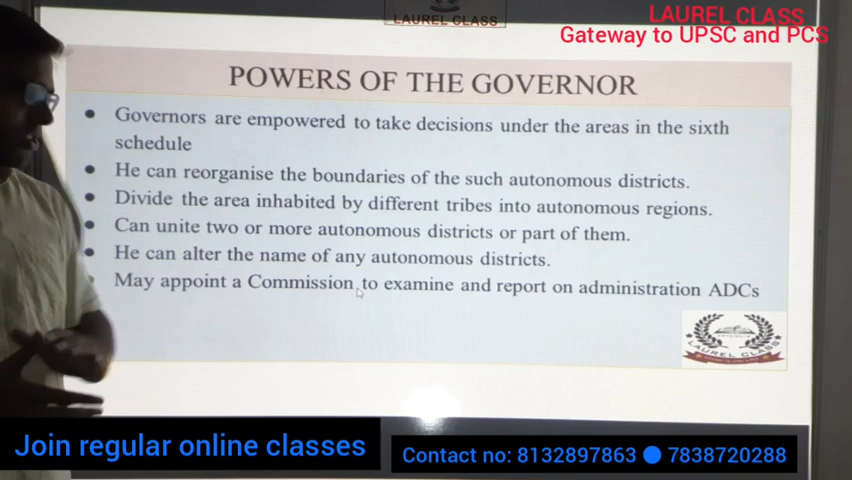 LAUREL CLASS
LAUREL CLASS
Gateway to UPSC and PCS
POWERS OF THE GOVERNOR
• Governors are empowered to take decisions under the areas in the sixth
schedule
• He can reorganise the boundaries of the such autonomous districts.
• Divide the area inhabited by different tribes into autonomous regions.
• Can unite two or more autonomous districts or part of them.
• He can alter the name of any autonomous districts.
• May appoint a Commission to examine and report on administration ADCs
LAUREL CLASS
Join regular online classes
Contact no: 8132897863 ● 7838720288